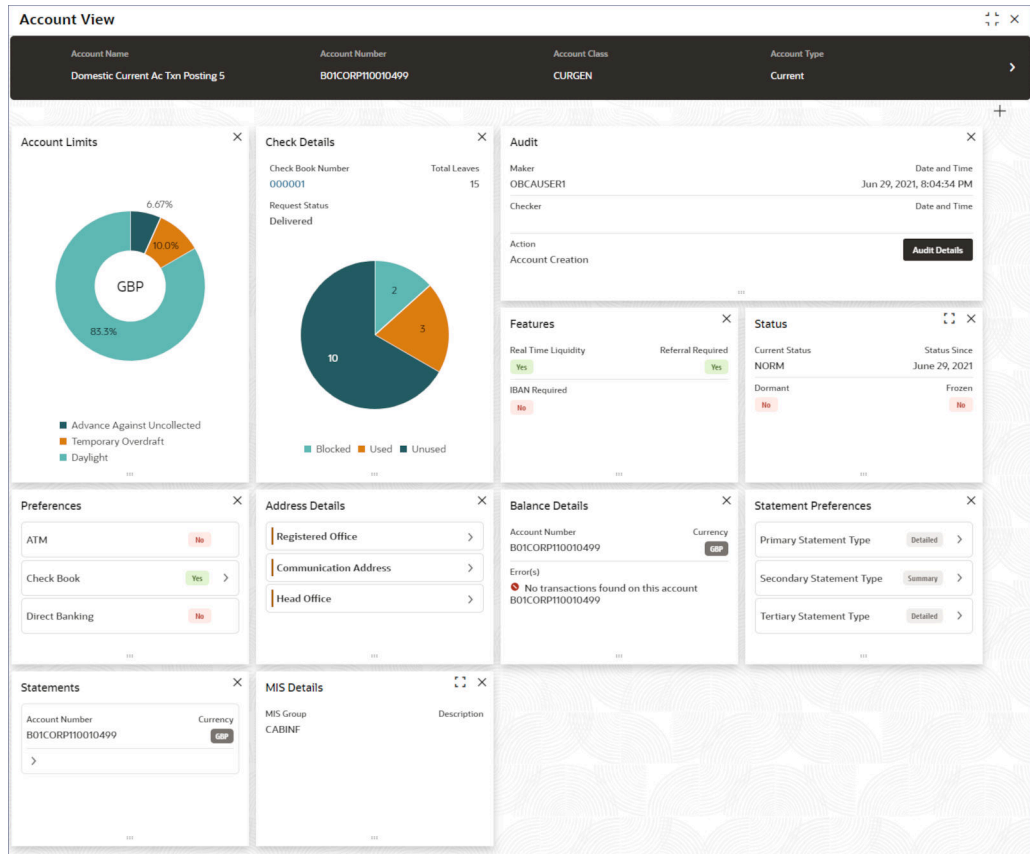 Account View
Account Name
Account Number
Account Class
Account Type
Domestic Current Ac Txn Posting 5
B01CORP110010499
CURGEN
Current
Account Limits
6.67%
10.0%
GBP
83.3%
Advance Against Uncollected
Temporary Overdraft
Daylight
Check Details
Check Book Number
Total Leaves
000001
15
Request Status
Delivered
2
3
10
Blocked
Used
Unused
Audit
Maker
Date and Time
OBCAUSER1
Jun 29, 2021, 8:04:34 PM
Checker
Date and Time
Action
Account Creation
Audit Details
Features
Real Time Liquidity
Referral Required
Yes
Yes
IBAN Required
No
Status
Current Status
Status Since
NORM
June 29, 2021
Dormant
Frozen
No
No
Preferences
ATM
No
Check Book
Yes
Direct Banking
No
Address Details
Registered Office
Communication Address
Head Office
Balance Details
Account Number
Currency
B01CORP110010499
GBP
Error(s)
No transactions found on this account
B01CORP110010499
Statement Preferences
Primary Statement Type
Detailed
Secondary Statement Type
Summary
Tertiary Statement Type
Detailed
Statements
Account Number
Currency
B01CORP110010499
GBP
MIS Details
MIS Group
Description
CABINF